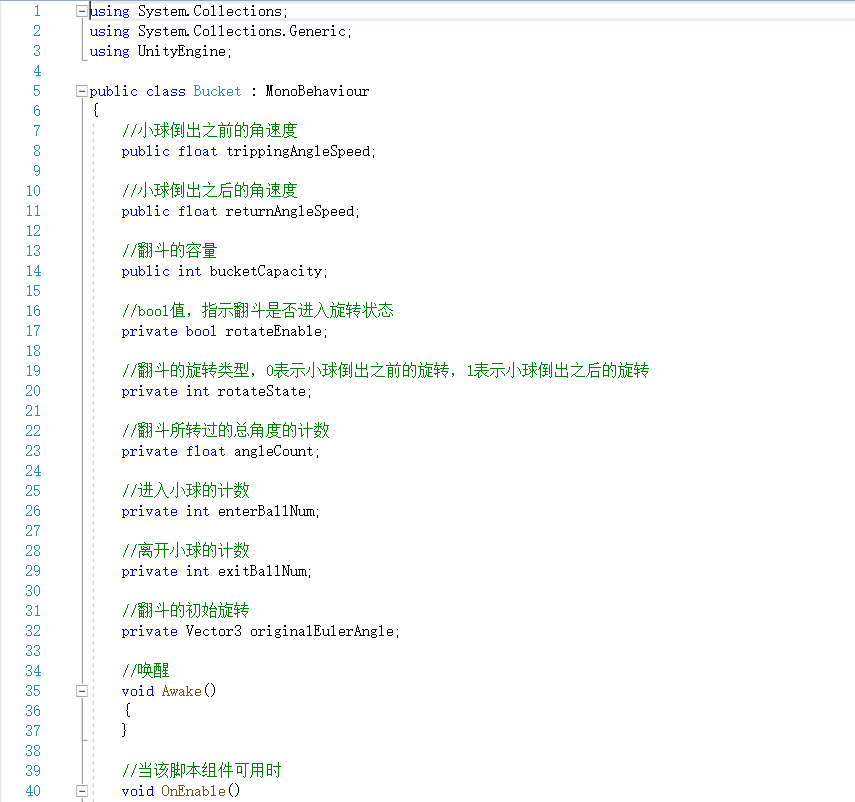 1 using System.Collections;
2 using System.Collections.Generic;
3 using UnityEngine;
4
5 public class Bucket : MonoBehaviour
6 {
7 //小球倒出之前的角速度
8 public float trippingAngleSpeed;
9
10 //小球倒出之后的角速度
11 public float returnAngleSpeed;
12
13 //翻斗的容量
14 public int bucketCapacity;
15
16 //bool值，指示翻斗是否进入旋转状态
17 private bool rotateEnable;
18
19 //翻斗的旋转类型，0表示小球倒出之前的旋转，1表示小球倒出之后的旋转
20 private int rotateState;
21
22 //翻斗所转过的总角度的计数
23 private float angleCount;
24
25 //进入小球的计数
26 private int enterBallNum;
27
28 //离开小球的计数
29 private int exitBallNum;
30
31 //翻斗的初始旋转
32 private Vector3 originalEulerAngle;
33
34 //唤醒
35 void Awake()
36 {
37 }
38
39 //当该脚本组件可用时
40 void OnEnable()